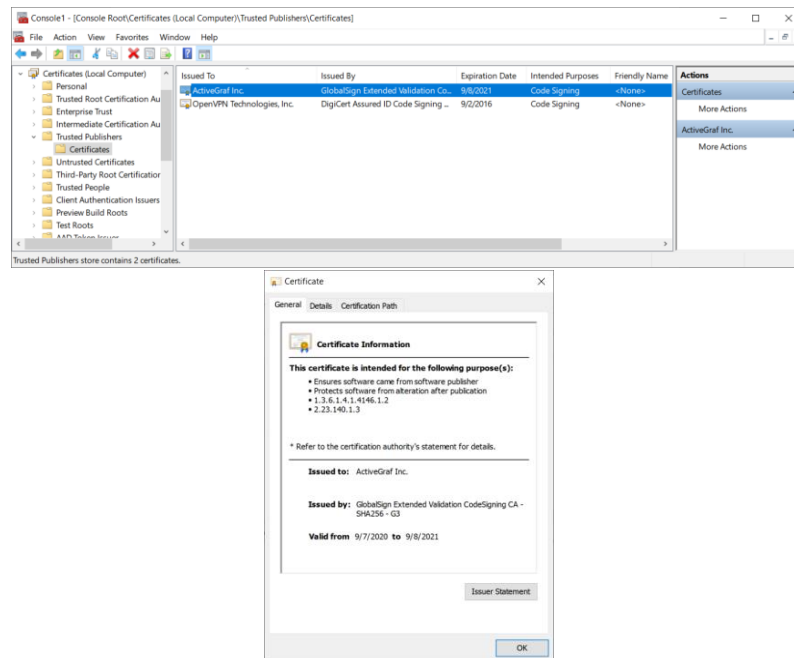 Console1 - [Console Root\Certificates (Local Computer)\Trusted Publishers\Certificates]
File Action View Favorites Window Help
Certificates (Local Computer)
Personal
Trusted Root Certification Au
Enterprise Trust
Intermediate Certification Au
Trusted Publishers
Certificates
Untrusted Certificates
Third-Party Root Certification
Trusted People
Client Authentication Issuers
Preview Build Roots
Test Roots
AAD Token Issuer
Issued To Issued By Expiration Date Intended Purposes Friendly Name
ActiveGraf Inc. GlobalSign Extended Validation Co... 9/8/2021 Code Signing <None>
OpenVPN Technologies, Inc. DigiCert Assured ID Code Signing ... 9/2/2016 Code Signing <None>
Actions
Certificates
More Actions
ActiveGraf Inc.
More Actions
Trusted Publishers store contains 2 certificates.
Certificate
General Details Certification Path
Certificate Information
This certificate is intended for the following purpose(s):
• Ensures software came from software publisher
• Protects software from alteration after publication
• 1.3.6.1.4.1.4146.1.2
• 2.23.140.1.3
* Refer to the certification authority's statement for details.
Issued to: ActiveGraf Inc.
Issued by: GlobalSign Extended Validation CodeSigning CA -
SHA256 - G3
Valid from 9/7/2020 to 9/8/2021
Issuer Statement
OK